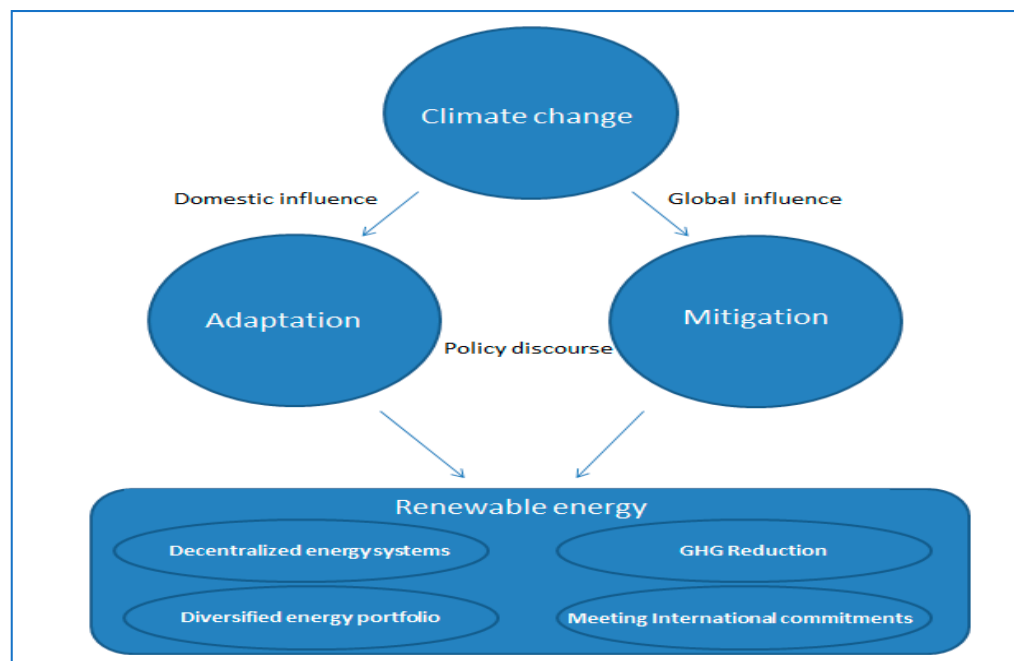 Climate change
Domestic influence
Global influence
Adaptation
Mitigation
Policy discourse
Renewable energy
Decentralized energy systems
GHG Reduction
Diversified energy portfolio
Meeting International commitments